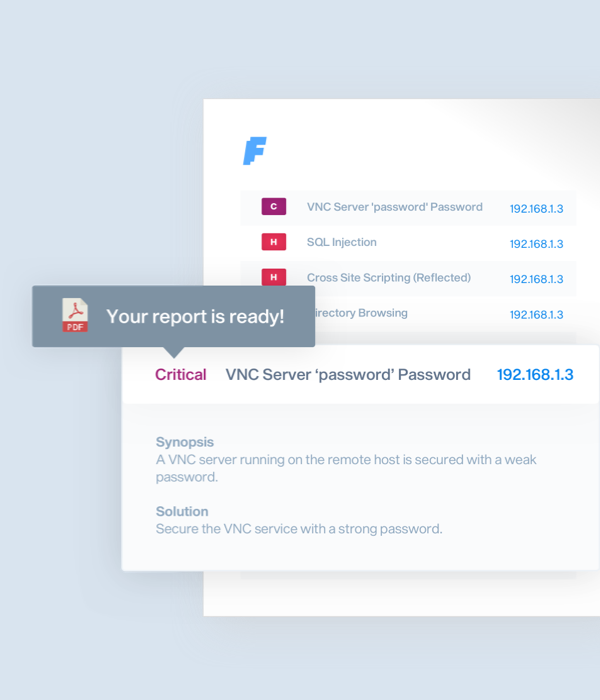 F
C VNC Server 'password' Password 192.168.1.3
H SQL Injection 192.168.1.3
H Cross Site Scripting (Reflected) 192.168.1.3
irectory Browsing 192.168.1.3
PDF Your report is ready!
Critical VNC Server ‘password’ Password 192.168.1.3
Synopsis
A VNC server running on the remote host is secured with a weak
password.
Solution
Secure the VNC service with a strong password.